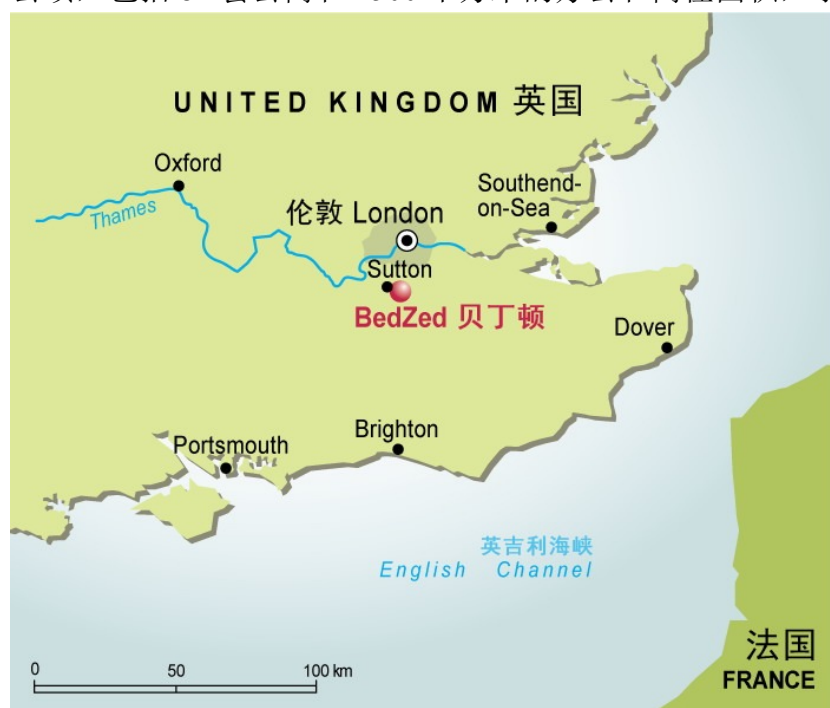 UNITED KINGDOM 英国
Oxford
Thames
Southend-
on-Sea
伦敦 London
Sutton
BedZed 贝丁顿
Dover
Portsmouth
Brighton
英吉利海峡
English Channel
0 50 100 km
法国
FRANCE